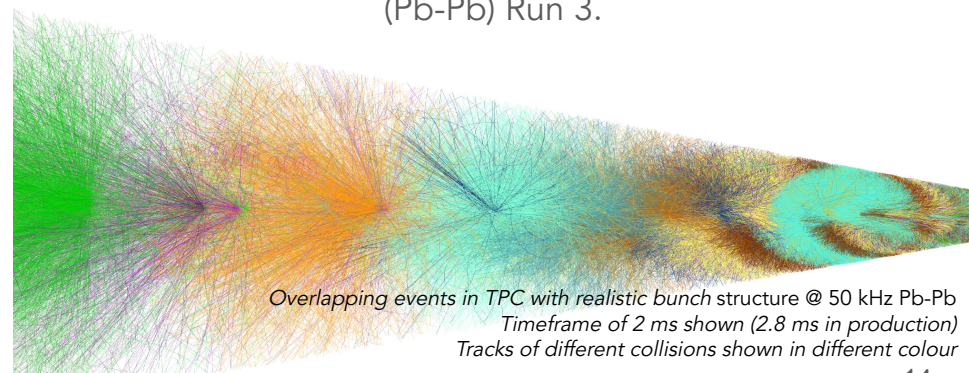 (Pb-Pb) Run 3.
Overlapping events in TPC with realistic bunch structure @ 50 kHz Pb-Pb
Timeframe of 2 ms shown (2.8 ms in production)
Tracks of different collisions shown in different colour